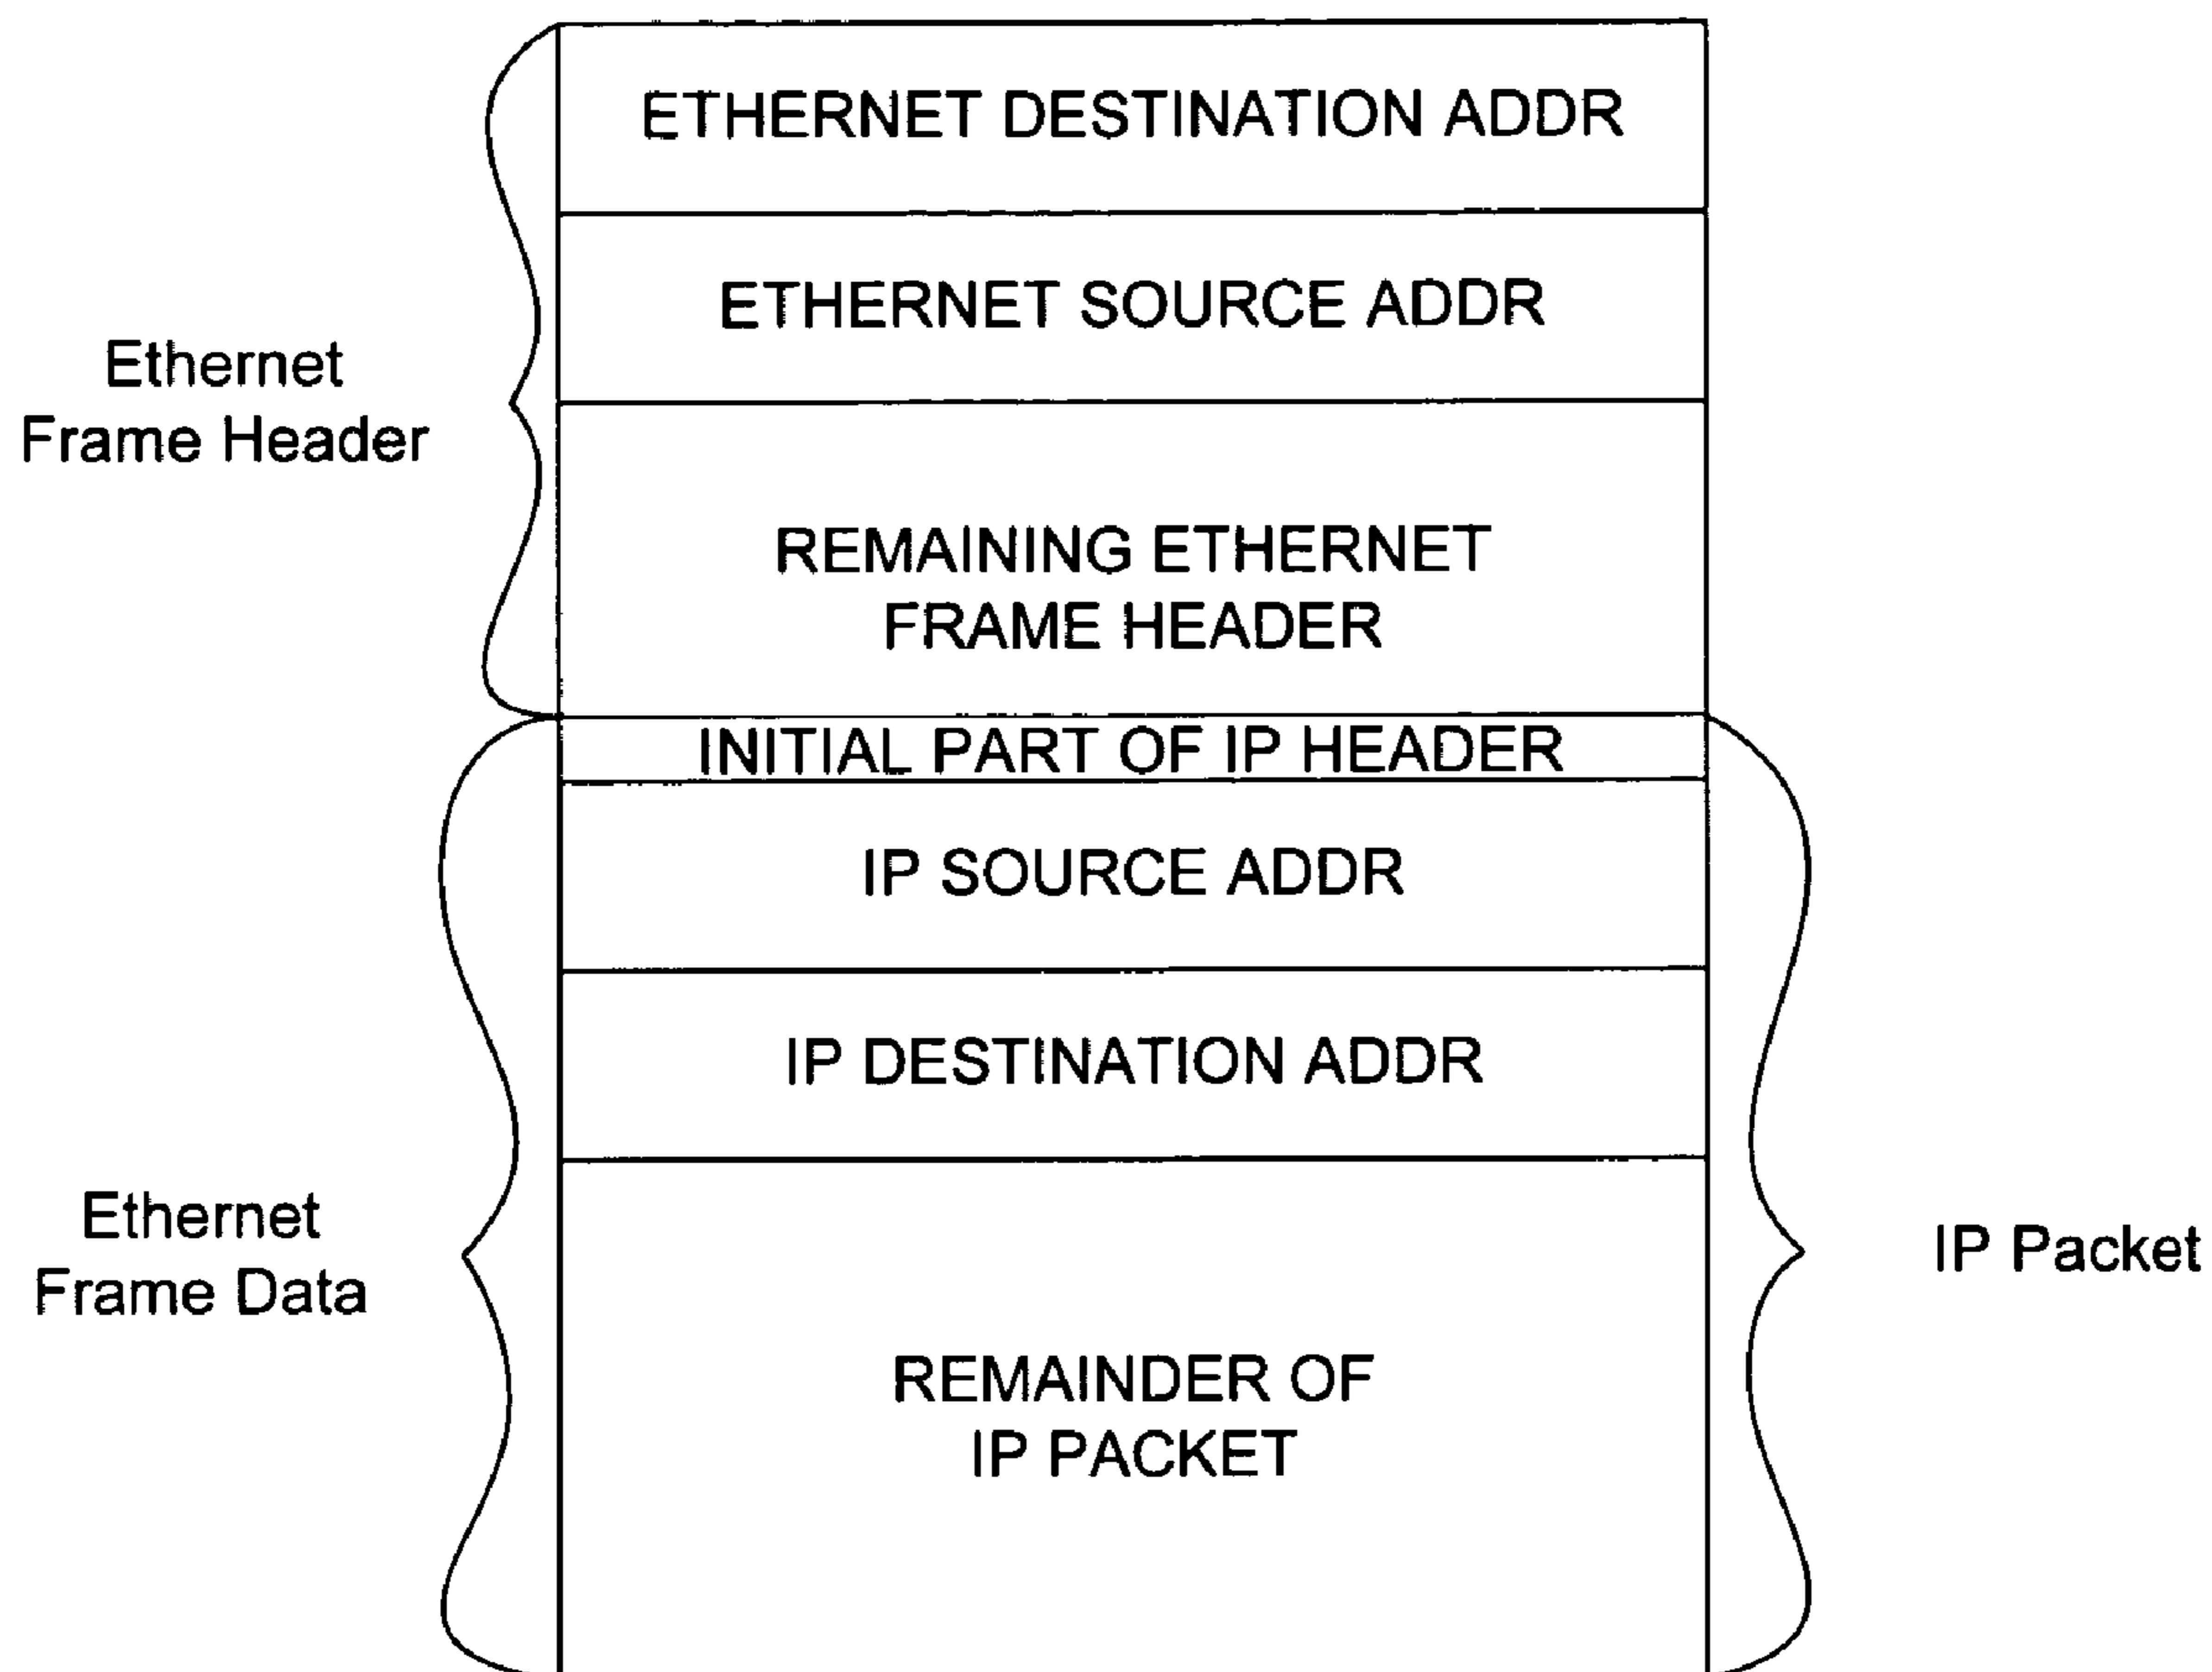 ETHERNET DESTINATION ADDR
ETHERNET SOURCE ADDR
Ethernet
Frame Header
REMAINING ETHERNET
FRAME HEADER
INITIAL PART OF IP HEADER
IP SOURCE ADDR
IP DESTINATION ADDR
Ethernet
Frame Data
IP Packet
REMAINDER OF
IP PACKET